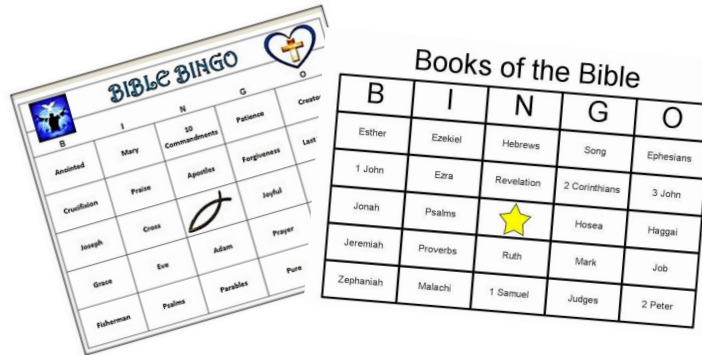 BIBLE BINGO
B I N G O
Anointed Mary 10 Commandments Patience
Crucifixion Praise Apostles Forgiveness Last
Joseph Cross Joyful
Grace Eve Adam Prayer
Fisherman Psalms Parables Pure
Books of the Bible
B I N G O
Esther Ezekiel Hebrews Song Ephesians
1 John Ezra Revelation 2 Corinthians 3 John
Jonah Psalms Hosea Haggai
Jeremiah Proverbs Ruth Mark Job
Zephaniah Malachi 1 Samuel Judges 2 Peter